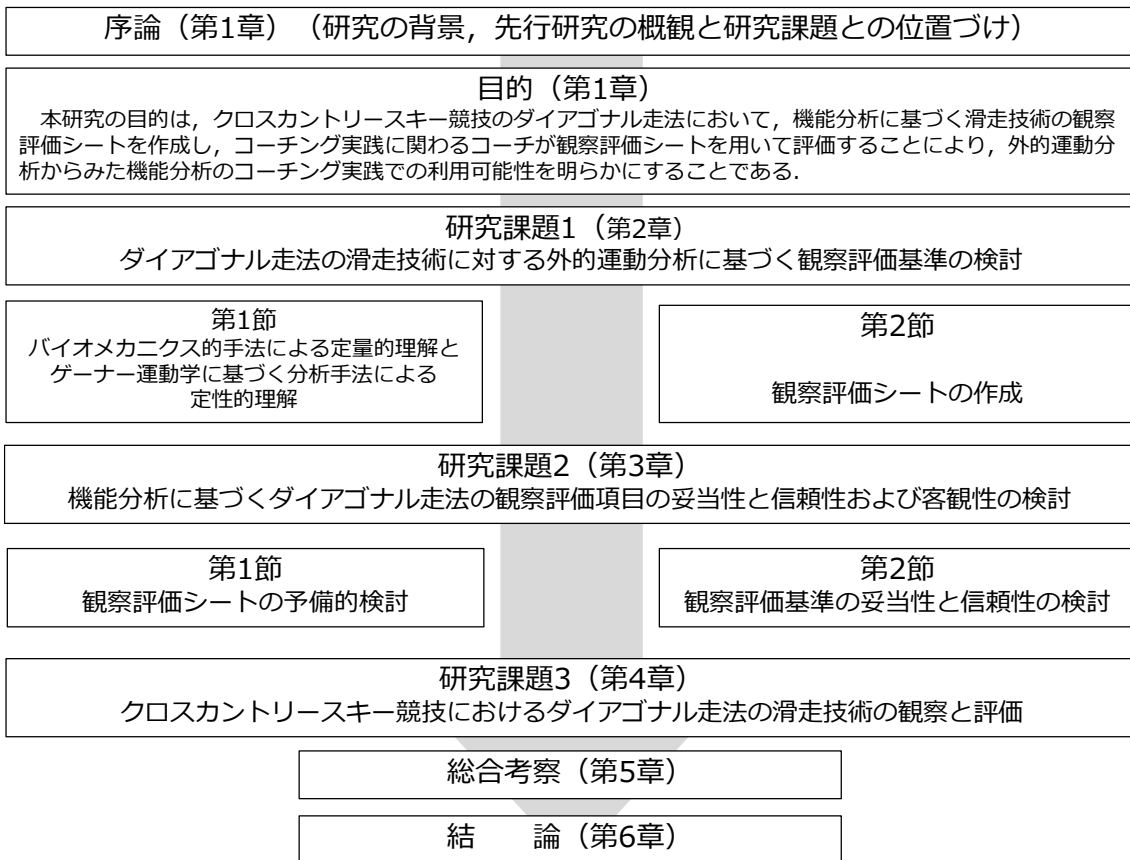 序論（第1章）（研究の背景，先行研究の概観と研究課題との位置づけ）
目的（第1章）
本研究の目的は，クロスカントリースキー競技のダイアゴナル走法において，機能分析に基づく滑走技術の観察
評価シートを作成し，コーチング実践に関わるコーチが観察評価シートを用いて評価することにより，外的運動分
析からみた機能分析のコーチング実践での利用可能性を明らかにすることである．
研究課題1（第2章）
ダイアゴナル走法の滑走技術に対する外的運動分析に基づく観察評価基準の検討
第1節
バイオメカニクス的手法による定量的理解と
ゲーナー運動学に基づく分析手法による
定性的理解
第2節
観察評価シートの作成
研究課題2（第3章）
機能分析に基づくダイアゴナル走法の観察評価項目の妥当性と信頼性および客観性の検討
第1節
観察評価シートの予備的検討
第2節
観察評価基準の妥当性と信頼性の検討
研究課題3（第4章）
クロスカントリースキー競技におけるダイアゴナル走法の滑走技術の観察と評価
総合考察（第5章）
結　　論（第6章）